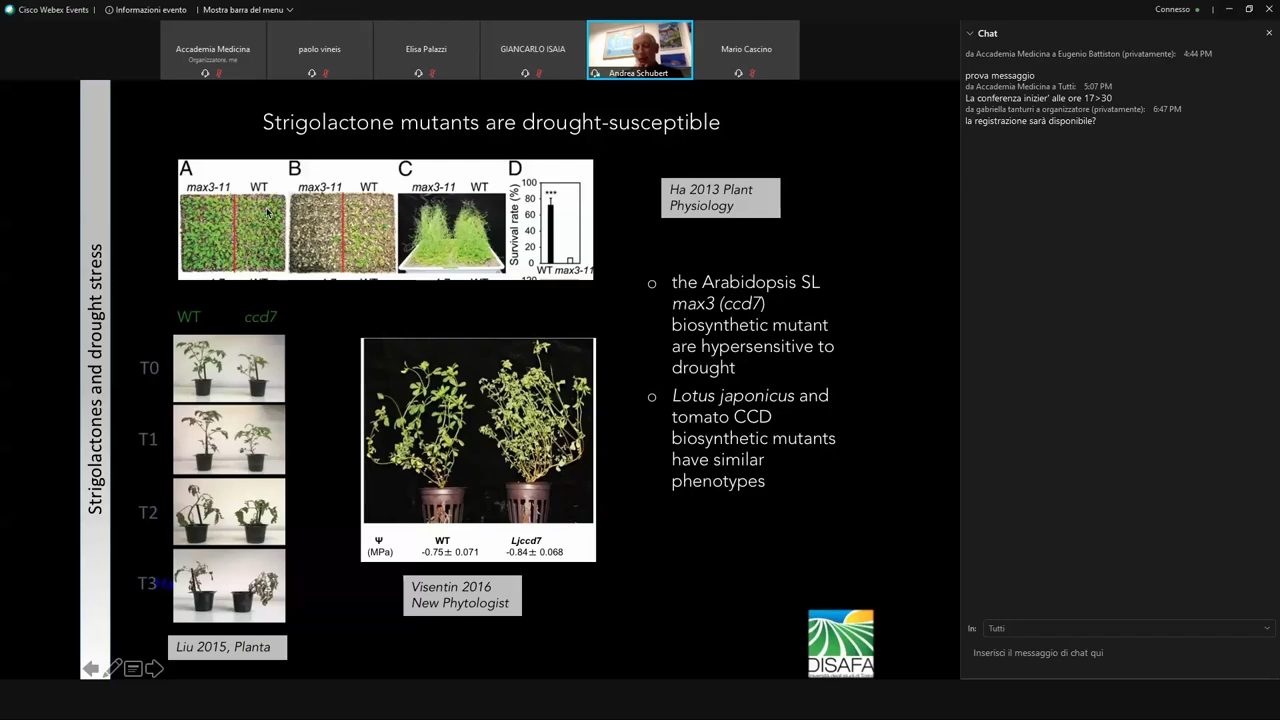 Cisco Webex Events
Informazioni evento
Mostra barra del menu
Connesso
Accademia Medicina
Organizzatore, me
paolo vineis
Elisa Palazzi
GIANCARLO ISAIA
Andrea Schubert
Mario Cascino
Chat
da Accademia Medicina a Eugenio Battiston (privatamente): 4:44 PM
prova messaggio
da Accademia Medicina a Tutti: 5:07 PM
La conferenza inizier' alle ore 17>30
da gabriella tanturri a organizzatore (privatamente): 6:47 PM
la registrazione sarà disponibile?
In: Tutti
Inserisci il messaggio di chat qui
Strigolactones and drought stress
Strigolactone mutants are drought-susceptible
A
max3-11 WT
B
max3-11 WT
C
max3-11 WT
D
Survival rate (%)
100
80
60
40
20
0
***
WT max3-11
Ha 2013 Plant
Physiology
the Arabidopsis SL
max3 (ccd7)
biosynthetic mutant
are hypersensitive to
drought
Lotus japonicus and
tomato CCD
biosynthetic mutants
have similar
phenotypes
WT ccd7
T0
T1
T2
T3
Liu 2015, Planta
Ψ WT Ljccd7
(MPa) -0.75± 0.071 -0.84± 0.068
Visentin 2016
New Phytologist
DISAFA